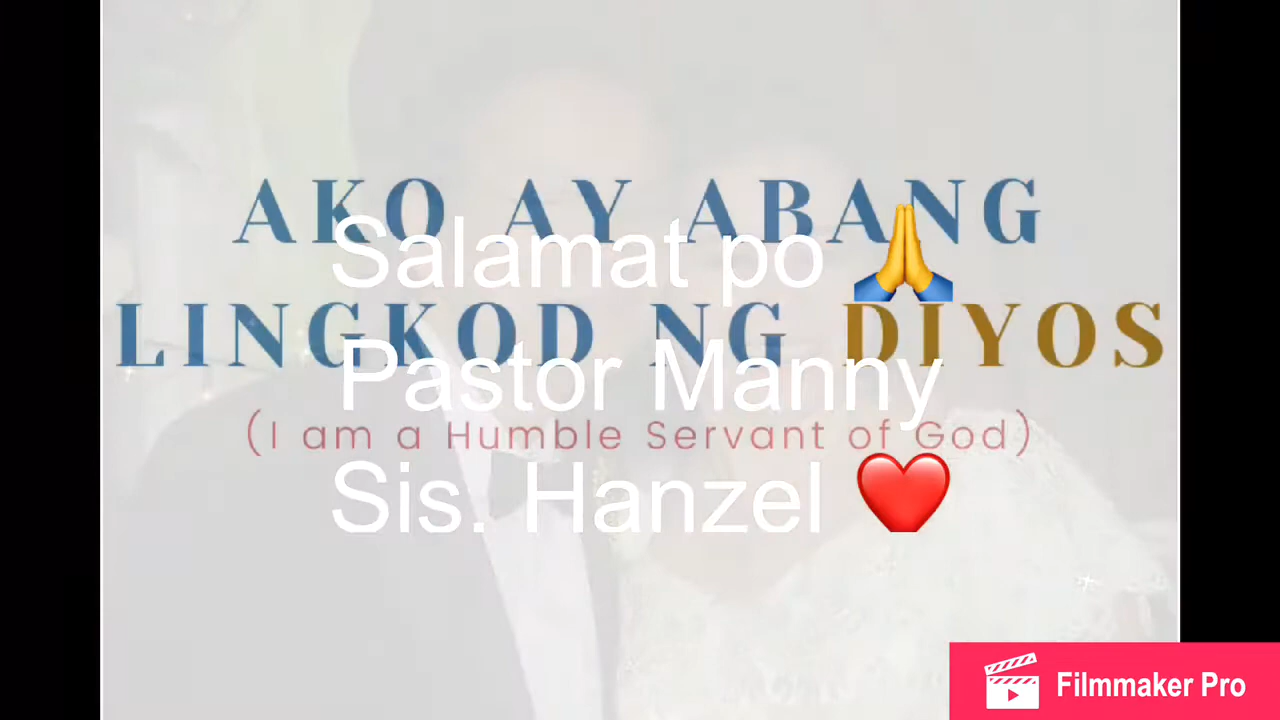 AKO AY ABANG
LINGKOD NG DIYOS
(I am a Humble Servant of God)
Salamat po 🙏
Pastor Manny
Sis. Hanzel ❤️
Filmmaker Pro